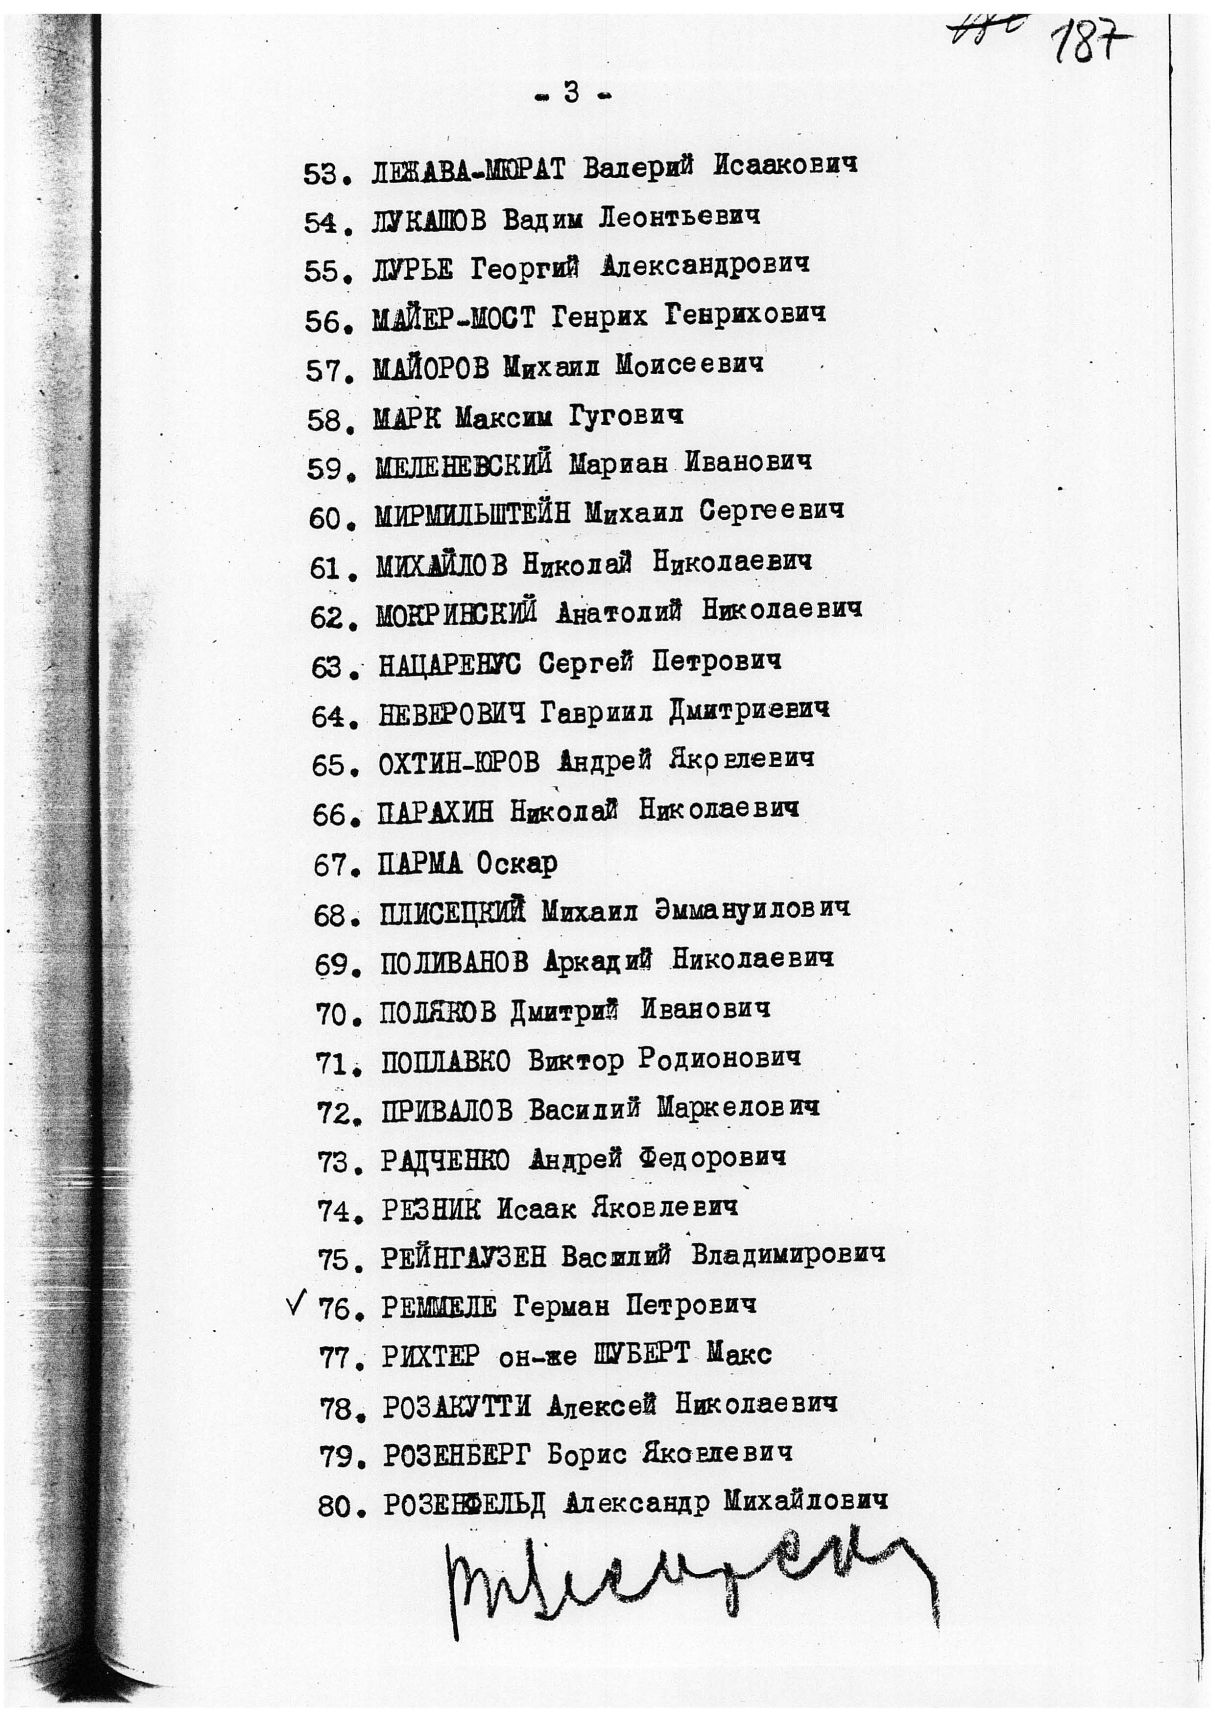 187
- 3 -
53. ЛЕЖАВА-МЮРАТ Валерий Исаакович
54. ЛУКАШОВ Вадим Леонтьевич
55. ЛУРЬЕ Георгий Александрович
56. МАЙЕР-МОСТ Генрих Генрихович
57. МАЙОРОВ Михаил Моисеевич
58. МАРК Максим Гугович
59. МЕЛЕНЕВСКИЙ Мариан Иванович
60. МИРМИЛЬШТЕЙН Михаил Сергеевич
61. МИХАЙЛОВ Николай Николаевич
62. МОКРИНСКИЙ Анатолий Николаевич
63. НАЦАРЕНУС Сергей Петрович
64. НЕВЕРОВИЧ Гавриил Дмитриевич
65. ОХТИН-ЮРОВ Андрей Яковлевич
66. ПАРАХИН Николай Николаевич
67. ПАРМА Оскар
68. ПЛИСЕЦКИЙ Михаил Эммануилович
69. ПОЛИВАНОВ Аркадий Николаевич
70. ПОЛЯКОВ Дмитрий Иванович
71. ПОПЛАВКО Виктор Родионович
72. ПРИВАЛОВ Василий Маркелович
73. РАДЧЕНКО Андрей Федорович
74. РЕЗНИК Исаак Яковлевич
75. РЕЙНГАУЗЕН Василий Владимирович
76. РЕММЕЛЕ Герман Петрович
77. РИХТЕР он-же ШУБЕРТ Макс
78. РОЗАКУТТИ Алексей Николаевич
79. РОЗЕНБЕРГ Борис Яковлевич
80. РОЗЕНФЕЛЬД Александр Михайлович